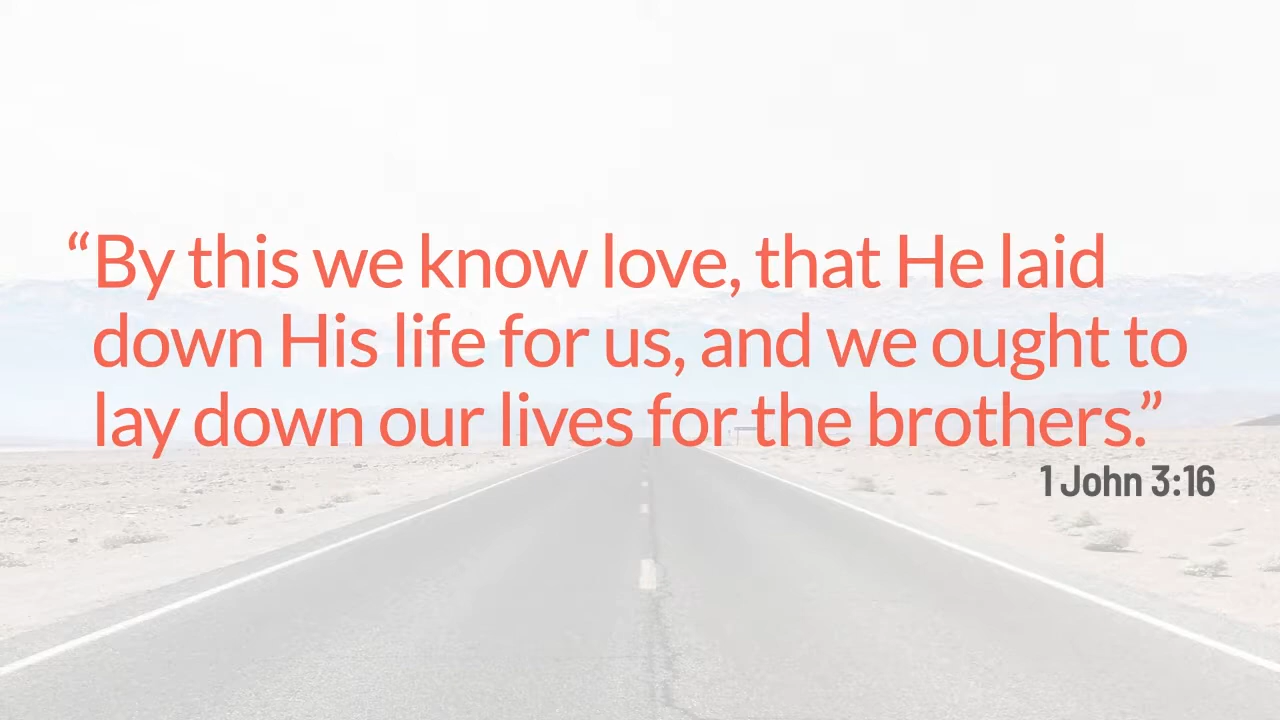 “By this we know love, that He laid
down His life for us, and we ought to
lay down our lives for the brothers.”
1 John 3:16